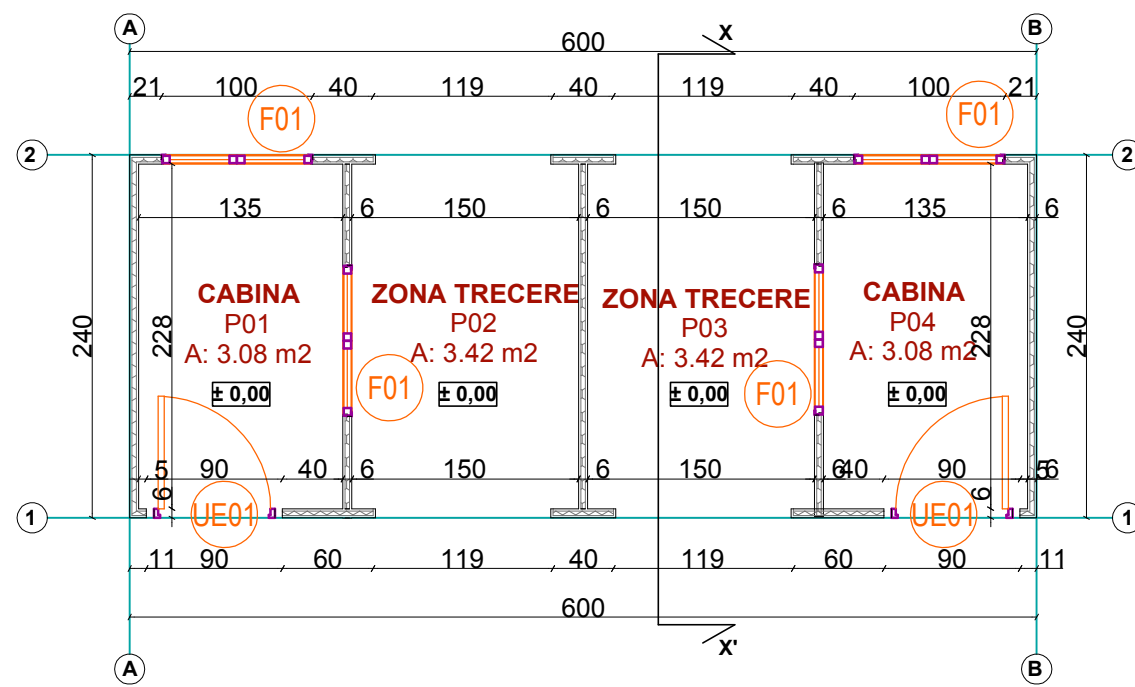 A
B
X
600
21 100 40 119 40 119 40 100 21
F01
F01
2
2
135 6 150 6 150 6 135 6
CABINA
P01
A: 3.08 m2
± 0,00
ZONA TRECERE
P02
A: 3.42 m2
± 0,00
ZONA TRECERE
P03
A: 3.42 m2
± 0,00
CABINA
P04
A: 3.08 m2
± 0,00
240
228
228
240
F01
F01
5 90 40 6 150 6 150 6 40 90 5 6
6
6
UE01
UE01
1
1
11 90 60 119 40 119 60 90 11
600
X'
A
B